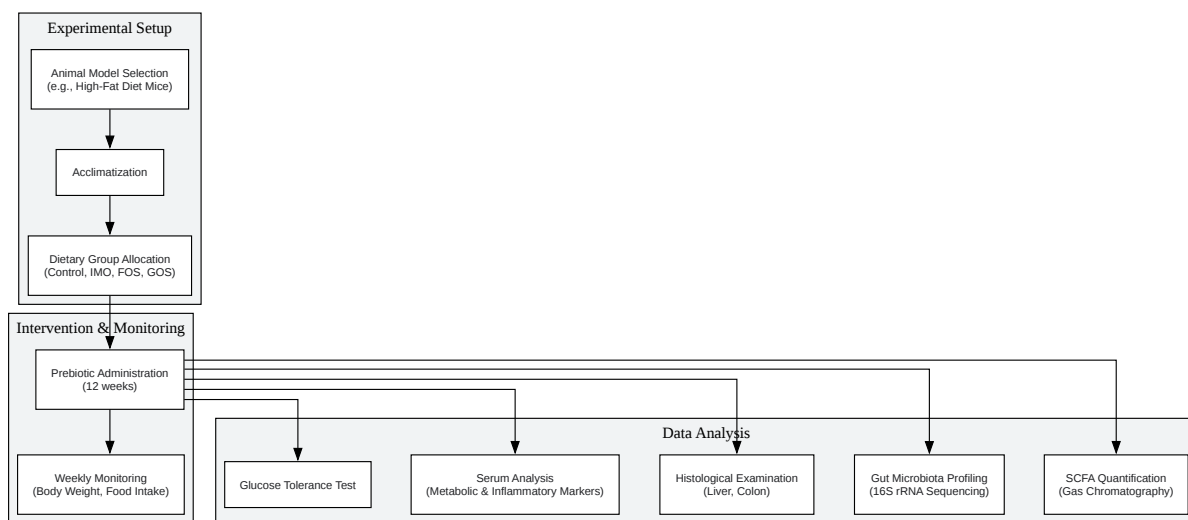 Experimental Setup
Animal Model Selection
(e.g., High-Fat Diet Mice)
Acclimatization
Dietary Group Allocation
(Control, IMO, FOS, GOS)
Intervention & Monitoring
Prebiotic Administration
(12 weeks)
Weekly Monitoring
(Body Weight, Food Intake)
Data Analysis
Glucose Tolerance Test
Serum Analysis
(Metabolic & Inflammatory Markers)
Histological Examination
(Liver, Colon)
Gut Microbiota Profiling
(16S rRNA Sequencing)
SCFA Quantification
(Gas Chromatography)